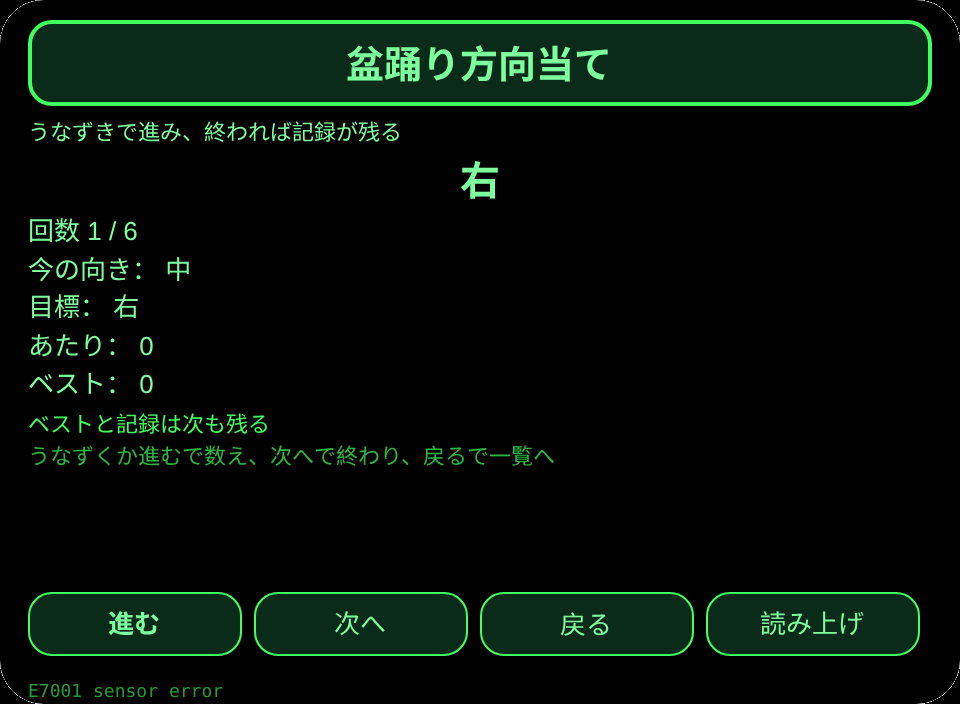 盆踊り方向当て
うなずきで進み、終われば記録が残る
右
回数 1 / 6
今の向き： 中
目標： 右
あたり： 0
ベスト： 0
ベストと記録は次も残る
うなずくか進むで数え、次へで終わり、戻るで一覧へ
進む
次へ
戻る
読み上げ
E7001 sensor error